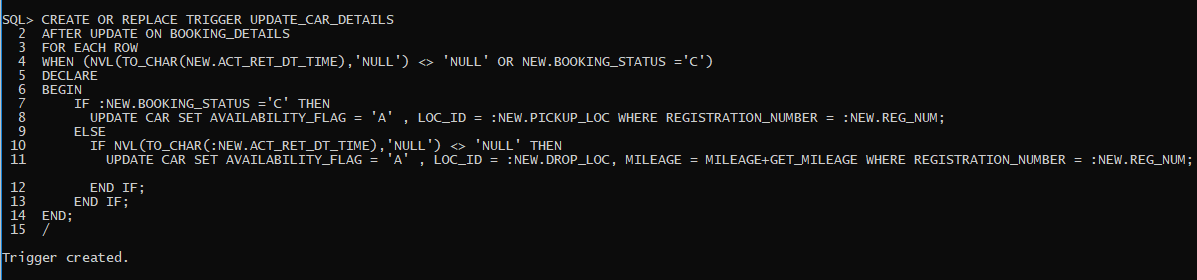 SQL> CREATE OR REPLACE TRIGGER UPDATE_CAR_DETAILS
  2  AFTER UPDATE ON BOOKING_DETAILS
  3  FOR EACH ROW
  4  WHEN (NVL(TO_CHAR(NEW.ACT_RET_DT_TIME),'NULL') <> 'NULL' OR NEW.BOOKING_STATUS ='C')
  5  DECLARE
  6  BEGIN
  7      IF :NEW.BOOKING_STATUS ='C' THEN
  8        UPDATE CAR SET AVAILABILITY_FLAG = 'A' , LOC_ID = :NEW.PICKUP_LOC WHERE REGISTRATION_NUMBER = :NEW.REG_NUM;
  9      ELSE
 10        IF NVL(TO_CHAR(:NEW.ACT_RET_DT_TIME),'NULL') <> 'NULL' THEN
 11          UPDATE CAR SET AVAILABILITY_FLAG = 'A' , LOC_ID = :NEW.DROP_LOC, MILEAGE = MILEAGE+GET_MILEAGE WHERE REGISTRATION_NUMBER = :NEW.REG_NUM;
 12        END IF;
 13      END IF;
 14  END;
 15  /
Trigger created.